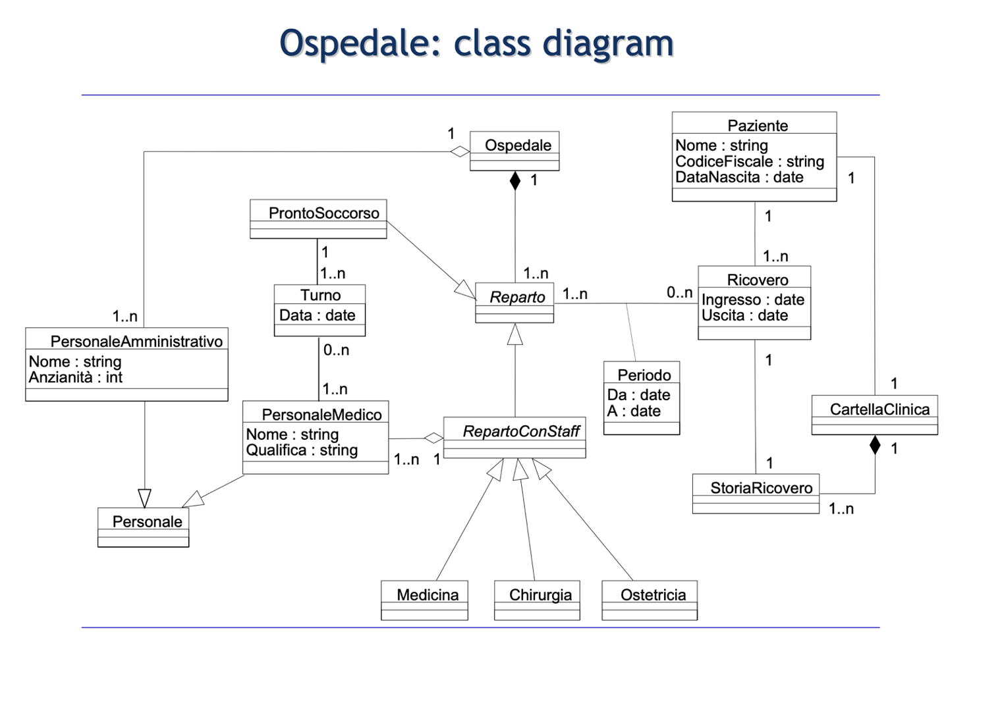 Ospedale: class diagram
1
Ospedale
1
Paziente
Nome : string
CodiceFiscale : string
DataNascita : date
1
1
ProntoSoccorso
1
1..n
1..n
1..n
Turno
Data : date
Reparto
1..n
0..n
Ricovero
Ingresso : date
Uscita : date
1..n
PersonaleAmministrativo
Nome : string
Anzianità : int
0..n
1..n
1
Periodo
Da : date
A : date
1
CartellaClinica
1
PersonaleMedico
Nome : string
Qualifica : string
1..n
1
RepartoConStaff
1
StoriaRicovero
1..n
Personale
Medicina
Chirurgia
Ostetricia